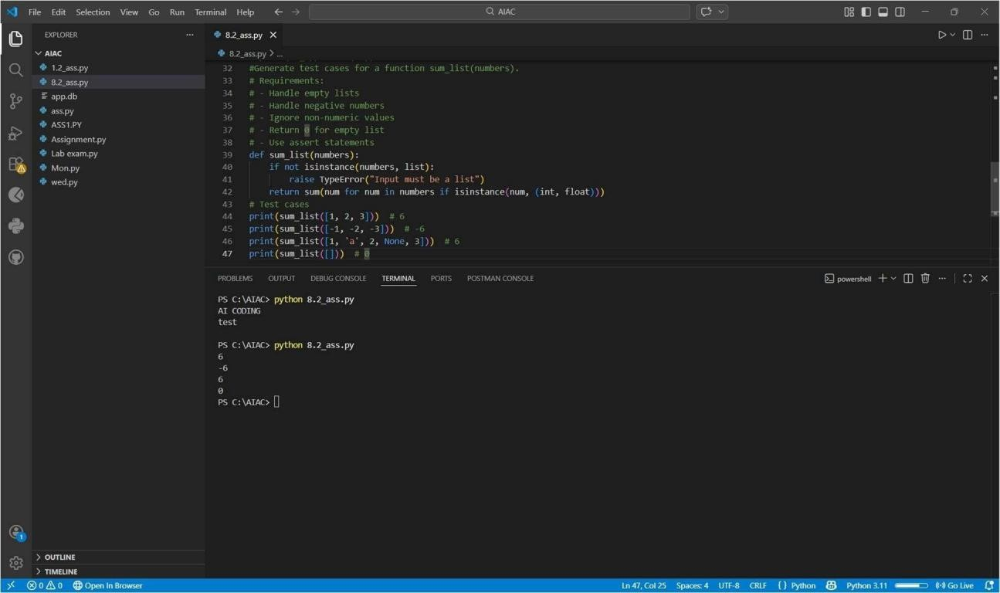 File Edit Selection View Go Run Terminal Help
AIAC
EXPLORER
AIAC
1.2_ass.py
8.2_ass.py
app.db
ass.py
ASS1.PY
Assignment.py
Lab exam.py
Mon.py
wed.py
OUTLINE
TIMELINE
8.2_ass.py
8.2_ass.py > ...
32 #Generate test cases for a function sum_list(numbers).
33 # Requirements:
34 # - Handle empty lists
35 # - Handle negative numbers
36 # - Ignore non-numeric values
37 # - Return 0 for empty list
38 # - Use assert statements
39 def sum_list(numbers):
40     if not isinstance(numbers, list):
41         raise TypeError("Input must be a list")
42     return sum(num for num in numbers if isinstance(num, (int, float)))
43 # Test cases
44 print(sum_list([1, 2, 3]))  # 6
45 print(sum_list([-1, -2, -3]))  # -6
46 print(sum_list([1, 'a', 2, None, 3]))  # 6
47 print(sum_list([]))  # 0
PROBLEMS OUTPUT DEBUG CONSOLE TERMINAL PORTS POSTMAN CONSOLE
powershell
PS C:\AIAC> python 8.2_ass.py
AI CODING
test
PS C:\AIAC> python 8.2_ass.py
6
-6
6
0
PS C:\AIAC>
1
0 0 Open In Browser Ln 47, Col 25 Spaces: 4 UTF-8 CRLF { } Python Python 3.11 Go Live